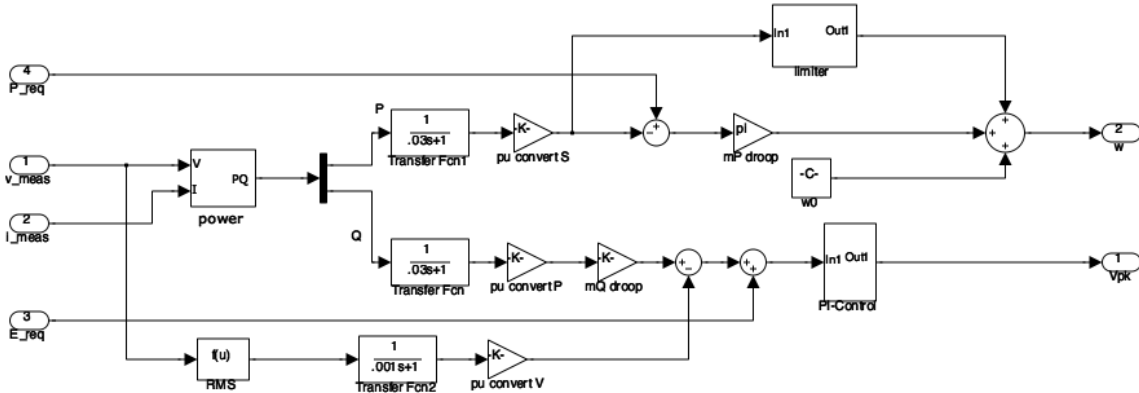 In1 Out1
limiter
4
P_req
P
1
.03s+1
Transfer Fcn1
-K-
pu convert S
pi
mP droop
2
w
1
v_meas
V
I
PQ
power
-C-
w0
2
I_meas
Q
1
.03s+1
Transfer Fcn
-K-
pu convert P
-K-
mQ droop
In1 Out1
PI-Control
1
Vpk
3
E_req
f(u)
RMS
1
.001s+1
Transfer Fcn2
-K-
pu convert V